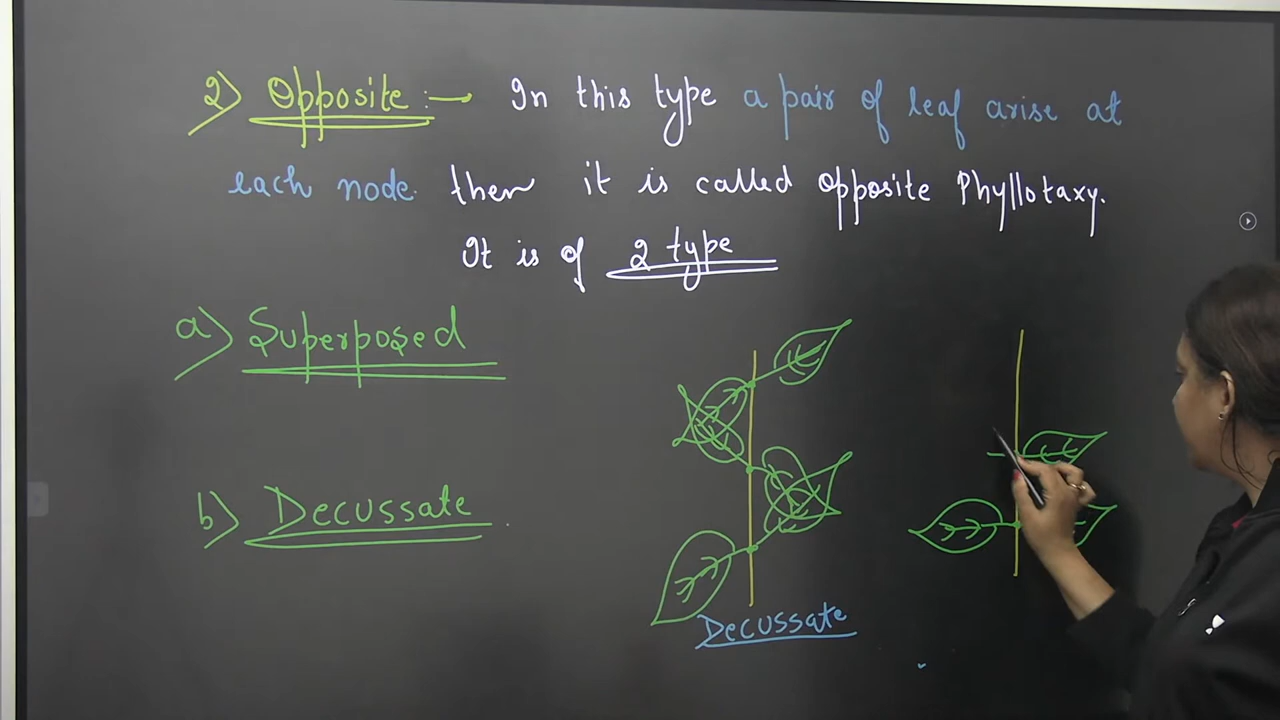 2) Opposite :→ In this type a pair of leaf arise at
each node. then it is called opposite Phyllotaxy.
It is of 2 type
a) Superposed
b) Decussate
Decussate